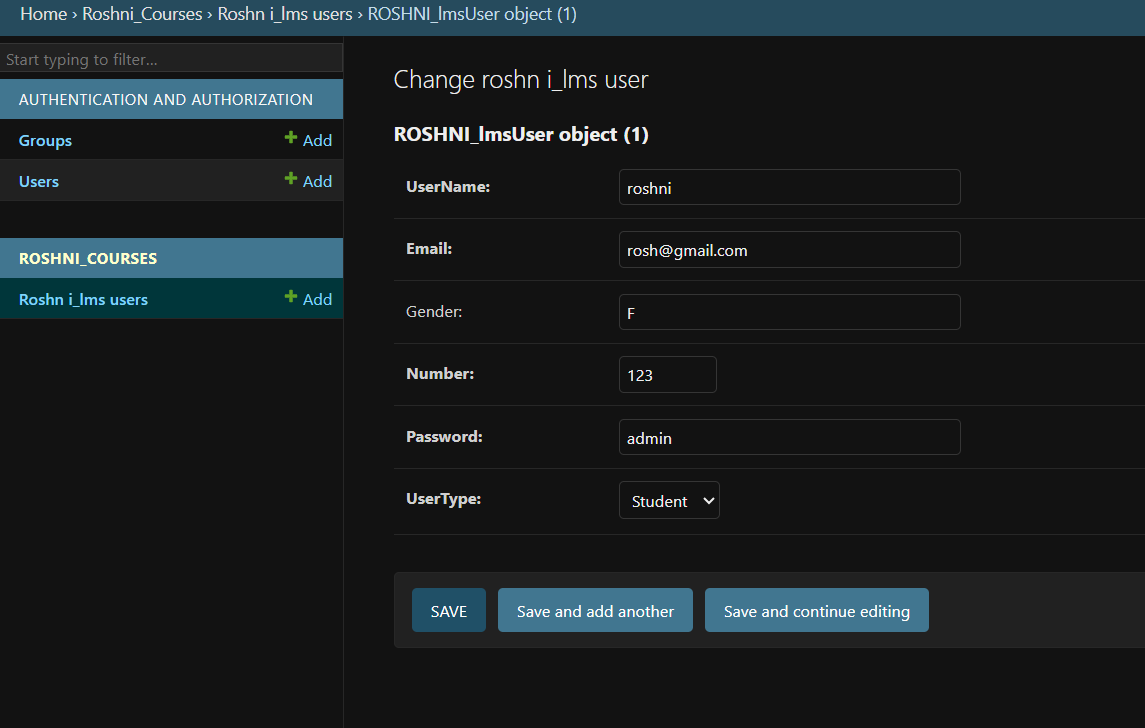 Home › Roshni_Courses › Roshn i_lms users › ROSHNI_lmsUser object (1)
Start typing to filter...
AUTHENTICATION AND AUTHORIZATION
Groups + Add
Users + Add
ROSHNI_COURSES
Roshn i_lms users + Add
Change roshn i_lms user
ROSHNI_lmsUser object (1)
UserName: roshni
Email: rosh@gmail.com
Gender: F
Number: 123
Password: admin
UserType: Student
SAVE Save and add another Save and continue editing